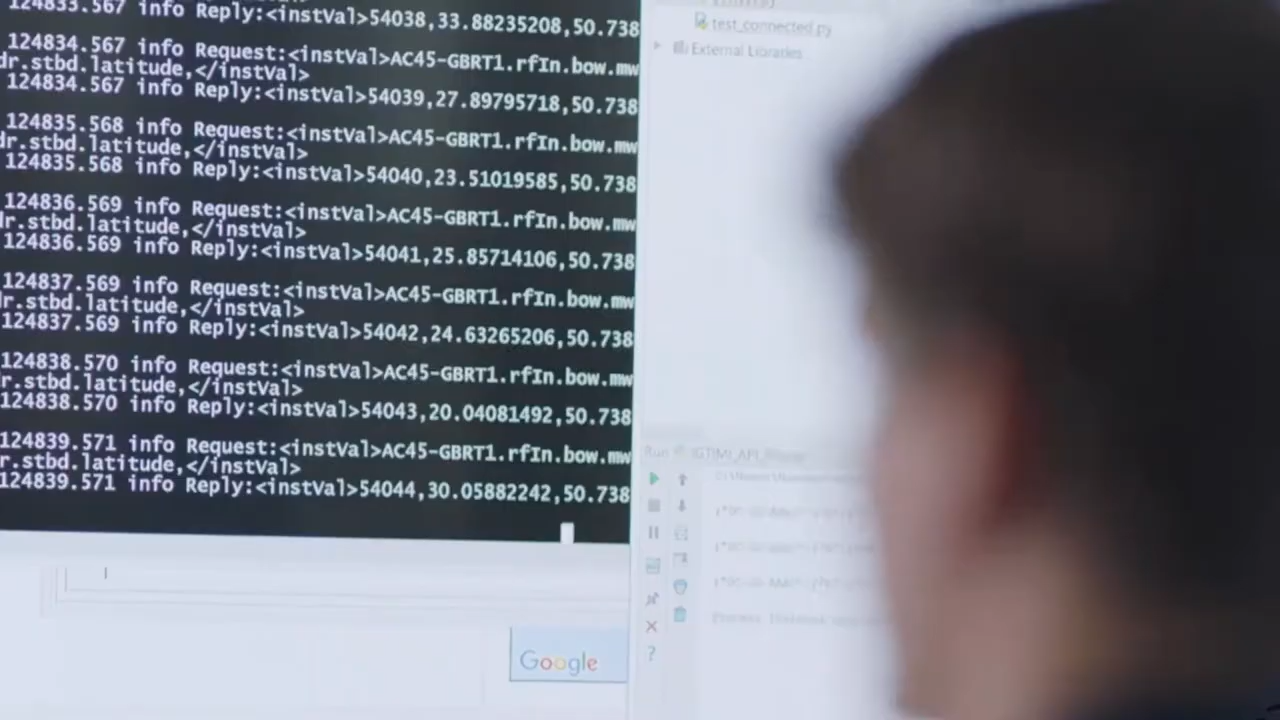 124833.567 info Reply:<instVal>54038,33.88235208,50.738
124834.567 info Request:<instVal>AC45-GBRT1.rfIn.bow.mw
dr.stbd.latitude,</instVal>
124834.567 info Reply:<instVal>54039,27.89795718,50.738
124835.568 info Request:<instVal>AC45-GBRT1.rfIn.bow.mw
dr.stbd.latitude,</instVal>
124835.568 info Reply:<instVal>54040,23.51019585,50.738
124836.569 info Request:<instVal>AC45-GBRT1.rfIn.bow.mw
dr.stbd.latitude,</instVal>
124836.569 info Reply:<instVal>54041,25.85714106,50.738
124837.569 info Request:<instVal>AC45-GBRT1.rfIn.bow.mw
r.stbd.latitude,</instVal>
124837.569 info Reply:<instVal>54042,24.63265206,50.738
124838.570 info Request:<instVal>AC45-GBRT1.rfIn.bow.mw
r.stbd.latitude,</instVal>
124838.570 info Reply:<instVal>54043,20.04081492,50.738
124839.571 info Request:<instVal>AC45-GBRT1.rfIn.bow.mw
r.stbd.latitude,</instVal>
124839.571 info Reply:<instVal>54044,30.05882242,50.738
Google
test_connected.py
External Libraries
Run IGTIMI_API
?